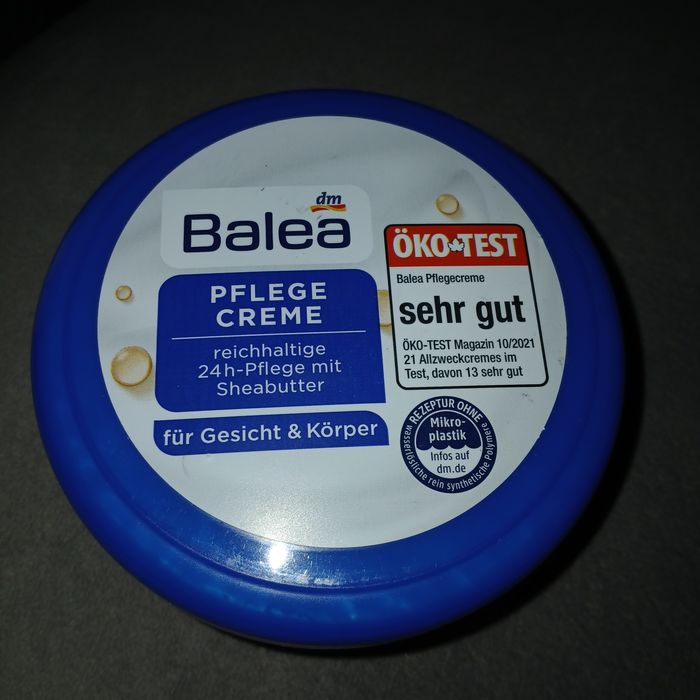 dm
Balea
PFLEGE
CREME
reichhaltige
24h-Pflege mit
Sheabutter
für Gesicht & Körper
ÖKO TEST
Balea Pflegecreme
sehr gut
ÖKO-TEST Magazin 10/2021
21 Allzweckcremes im
Test, davon 13 sehr gut
REZEPTUR OHNE
Mikro-
plastik
Infos auf
dm.de
wasserlösliche rein synthetische Polymere